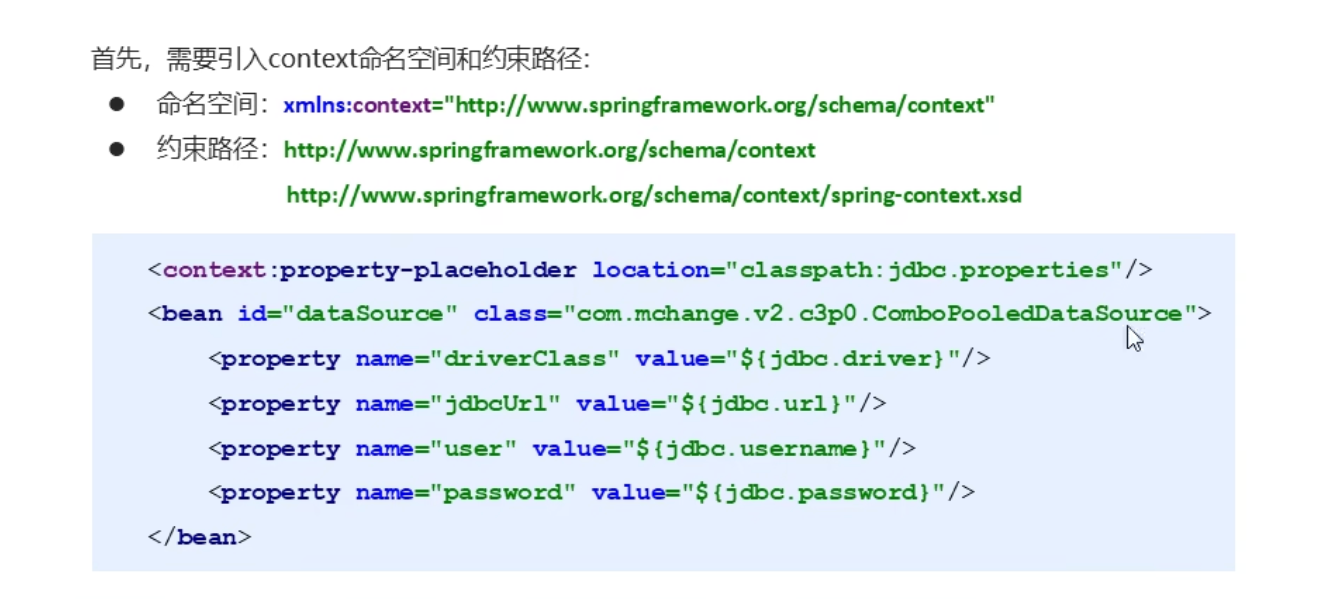 首先，需要引入context命名空间和约束路径：
● 命名空间：xmlns:context="http://www.springframework.org/schema/context"
● 约束路径：http://www.springframework.org/schema/context
http://www.springframework.org/schema/context/spring-context.xsd
<context:property-placeholder location="classpath:jdbc.properties"/>
<bean id="dataSource" class="com.mchange.v2.c3p0.ComboPooledDataSource">
<property name="driverClass" value="${jdbc.driver}"/>
<property name="jdbcUrl" value="${jdbc.url}"/>
<property name="user" value="${jdbc.username}"/>
<property name="password" value="${jdbc.password}"/>
</bean>